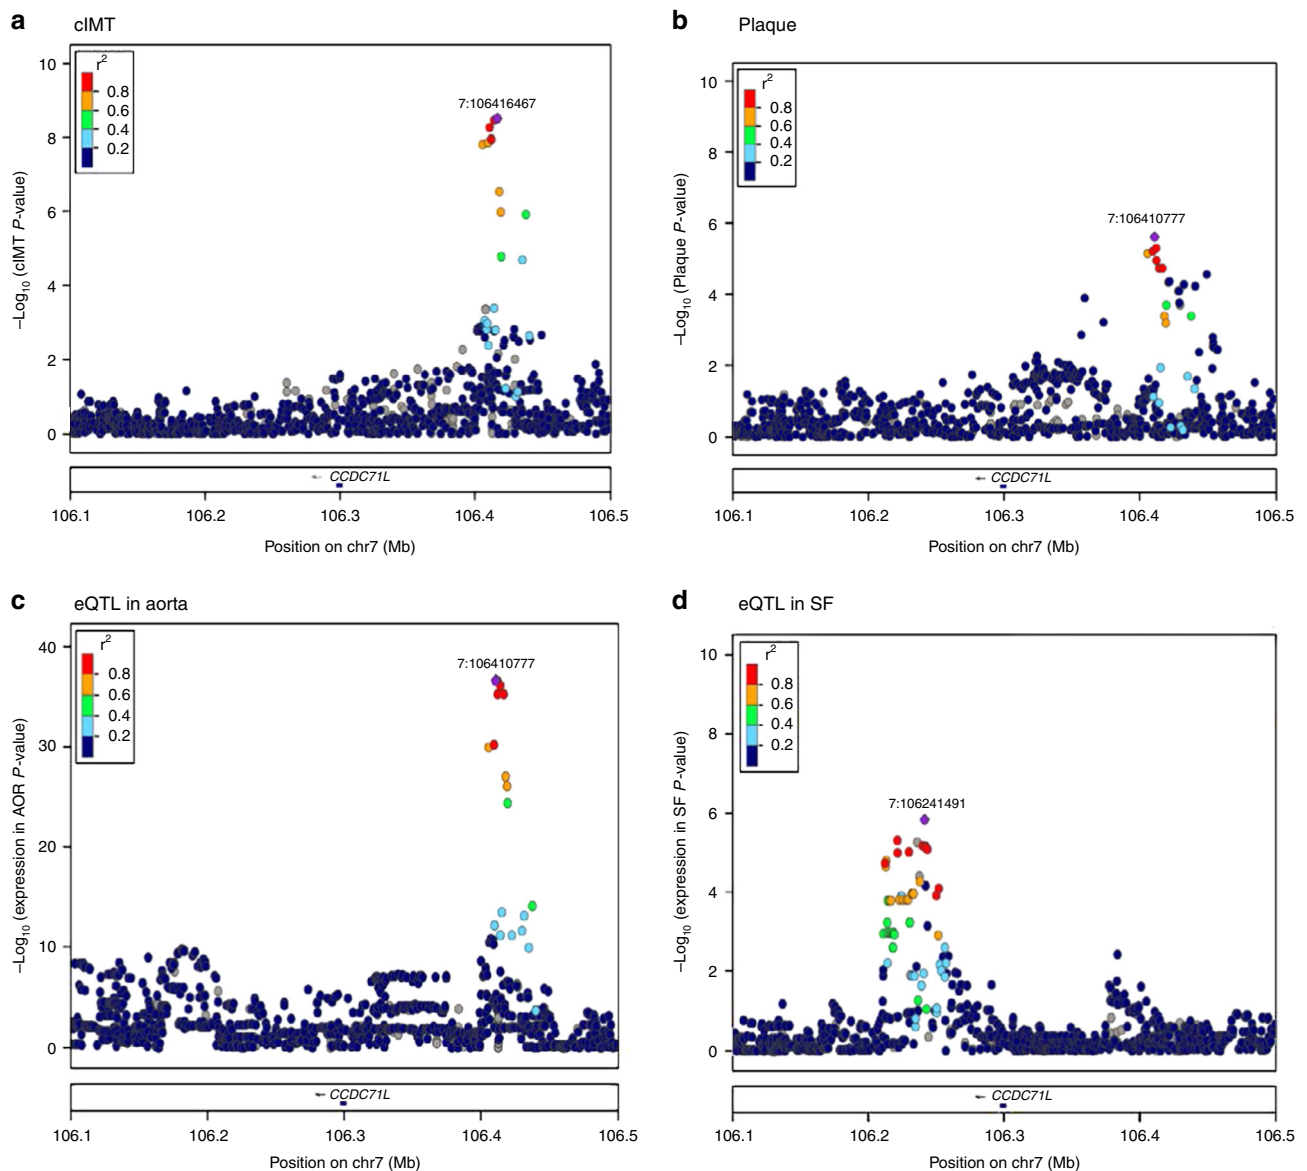 a
cIMT
r2
0.8
0.6
0.4
0.2
7:106416467
10
8
6
4
2
0
–Log10 (cIMT P-value)
CCDC71L
106.1 106.2 106.3 106.4 106.5
Position on chr7 (Mb)
b
Plaque
r2
0.8
0.6
0.4
0.2
7:106410777
10
8
6
4
2
0
–Log10 (Plaque P-value)
CCDC71L
106.1 106.2 106.3 106.4 106.5
Position on chr7 (Mb)
c
eQTL in aorta
r2
0.8
0.6
0.4
0.2
7:106410777
40
30
20
10
0
–Log10 (expression in AOR P-value)
CCDC71L
106.1 106.2 106.3 106.4 106.5
Position on chr7 (Mb)
d
eQTL in SF
r2
0.8
0.6
0.4
0.2
7:106241491
10
8
6
4
2
0
–Log10 (expression in SF P-value)
CCDC71L
106.1 106.2 106.3 106.4 106.5
Position on chr7 (Mb)